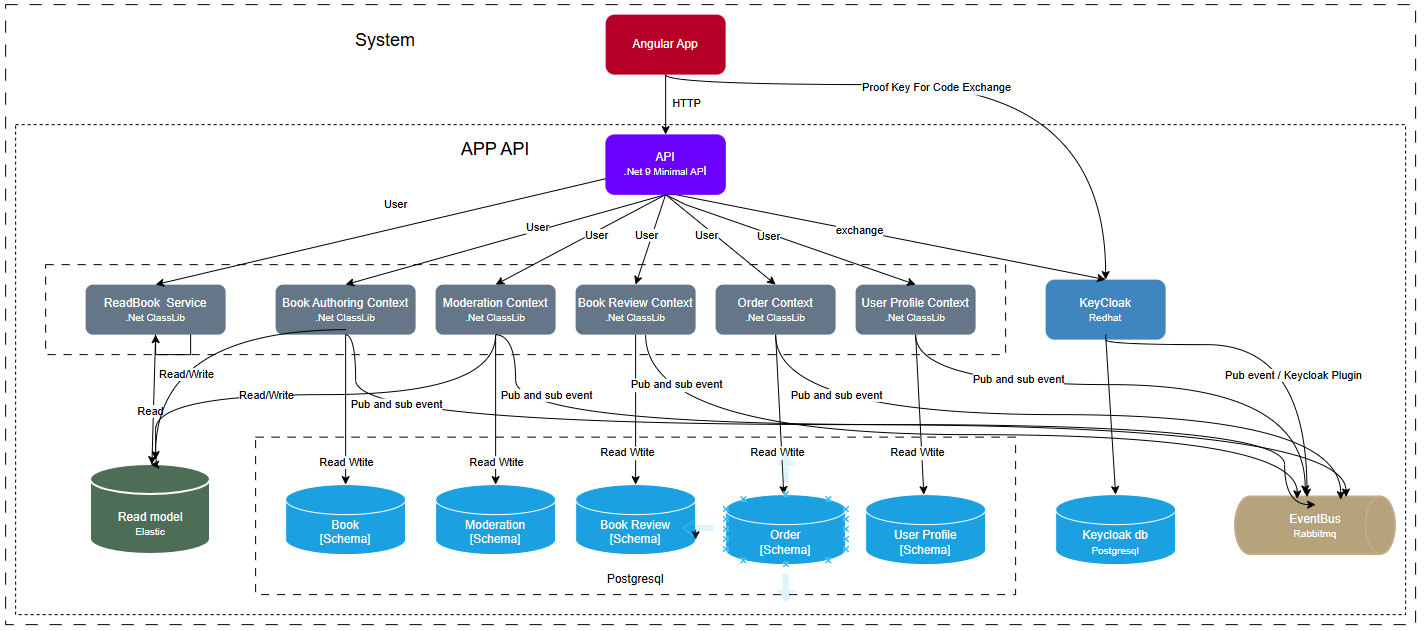 System
Angular App
Proof Key For Code Exchange
HTTP
APP API
API
.Net 9 Minimal API
User
User
User
User
User
User
exchange
ReadBook Service
.Net ClassLib
Book Authoring Context
.Net ClassLib
Moderation Context
.Net ClassLib
Book Review Context
.Net ClassLib
Order Context
.Net ClassLib
User Profile Context
.Net ClassLib
KeyCloak
Redhat
Read/Write
Read/Write
Read
Pub and sub event
Pub and sub event
Pub and sub event
Pub and sub event
Pub and sub event
Pub event / Keycloak Plugin
Read Wtite
Read Wtite
Read Wtite
Read Wtite
Read Wtite
Read model
Elastic
Book
[Schema]
Moderation
[Schema]
Book Review
[Schema]
Order
[Schema]
User Profile
[Schema]
Keycloak db
Postgresql
EventBus
Rabbitmq
Postgresql